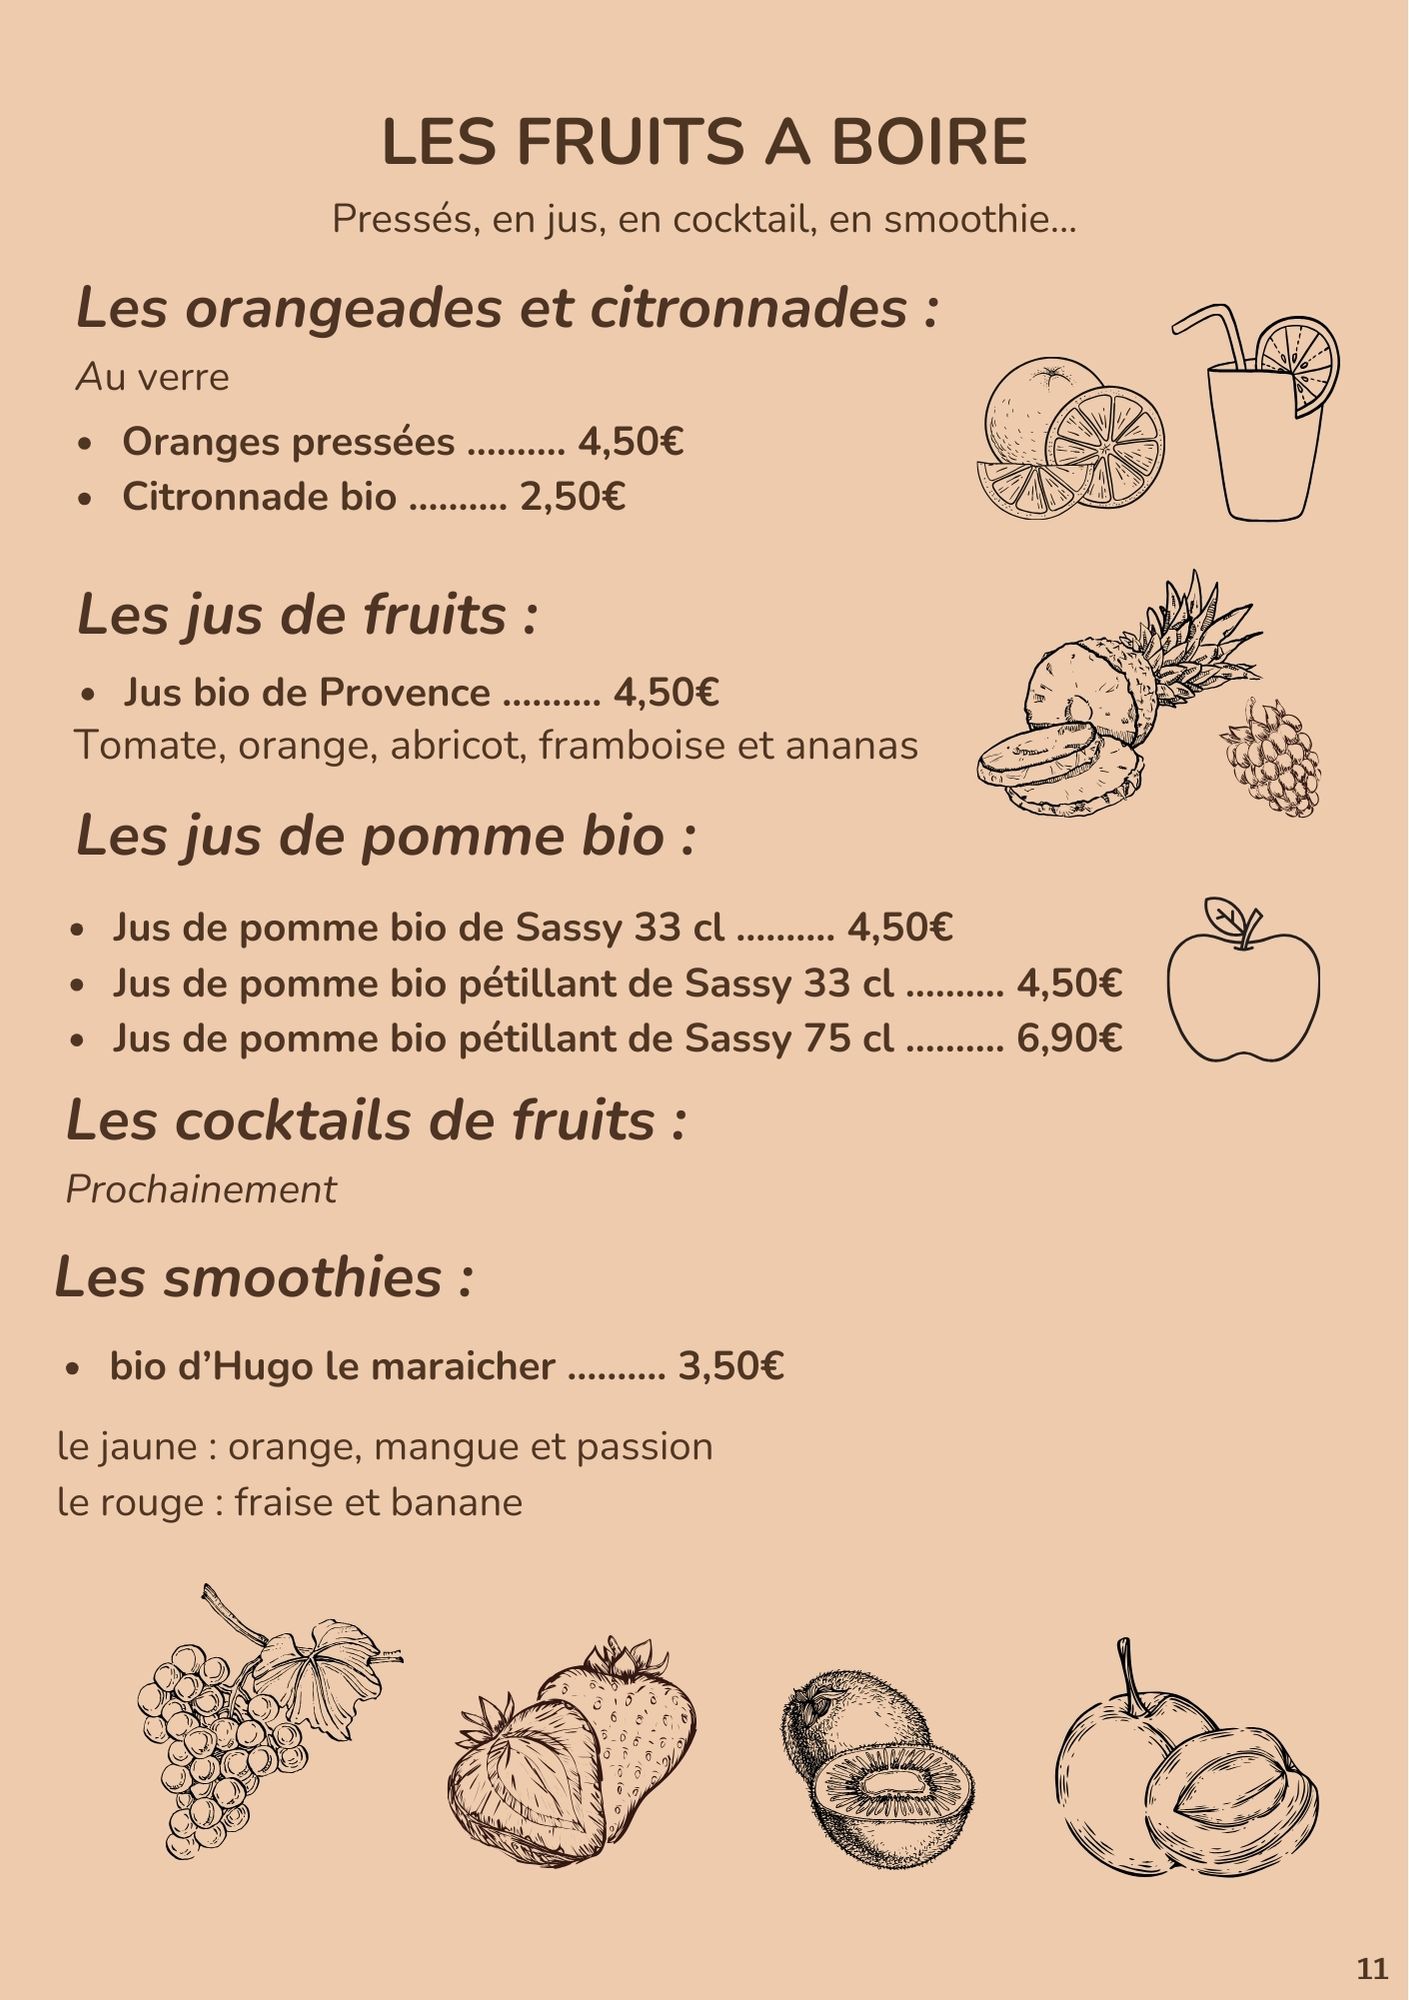 LES FRUITS A BOIRE
Pressés, en jus, en cocktail, en smoothie...
Les orangeades et citronnades :
Au verre
• Oranges pressées .......... 4,50€
• Citronnade bio .......... 2,50€
Les jus de fruits :
• Jus bio de Provence .......... 4,50€
Tomate, orange, abricot, framboise et ananas
Les jus de pomme bio :
• Jus de pomme bio de Sassy 33 cl .......... 4,50€
• Jus de pomme bio pétillant de Sassy 33 cl .......... 4,50€
• Jus de pomme bio pétillant de Sassy 75 cl .......... 6,90€
Les cocktails de fruits :
Prochainement
Les smoothies :
• bio d’Hugo le maraicher .......... 3,50€
le jaune : orange, mangue et passion
le rouge : fraise et banane
11